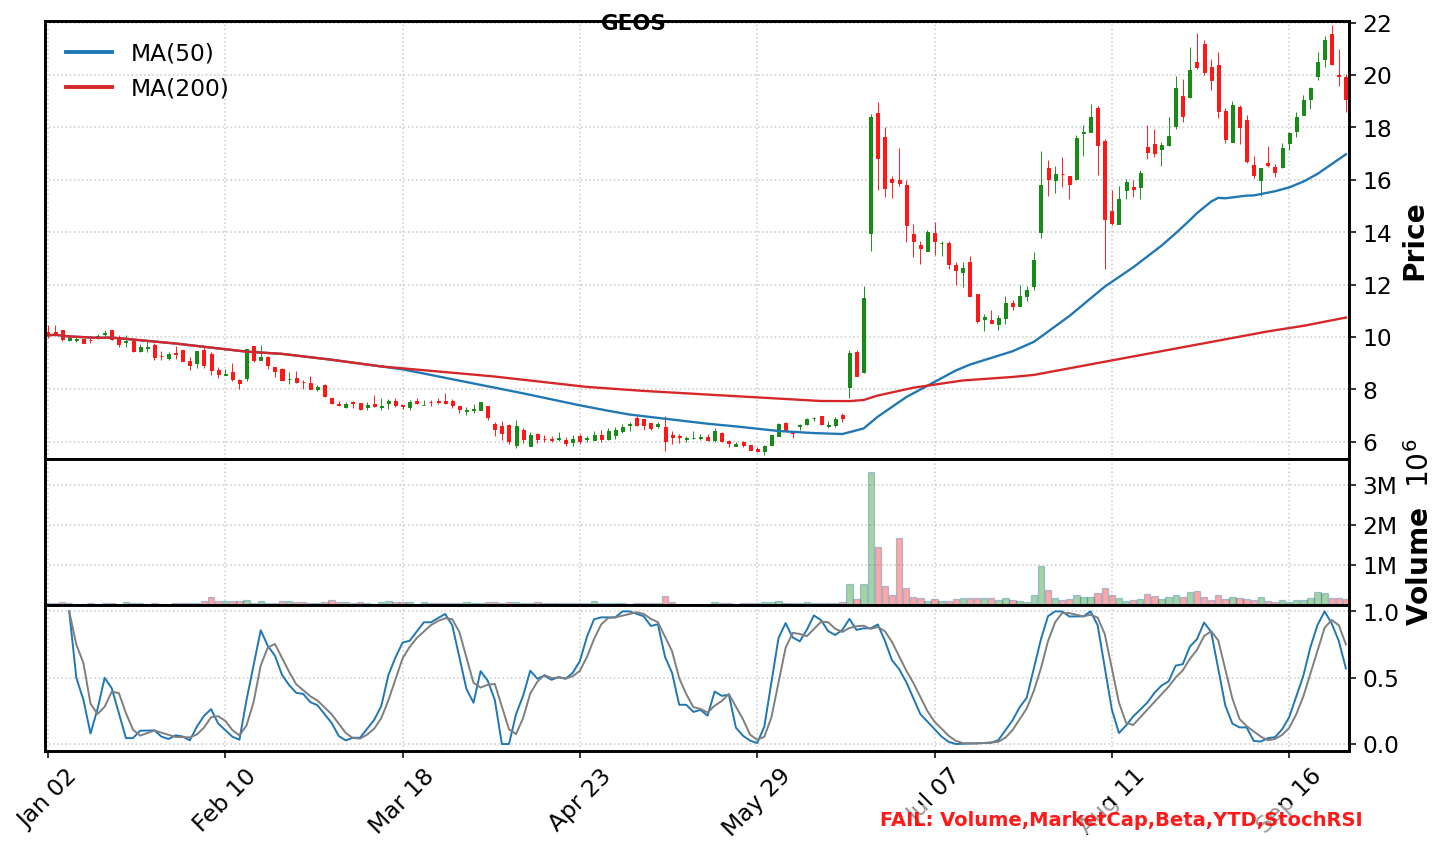 GEOS
MA(50)
MA(200)
22
20
18
16
14
12
10
8
6
Price
3M
2M
1M
Volume 10^6
1.0
0.5
0.0
Jan 02
Feb 10
Mar 18
Apr 23
May 29
Jul 07
Aug 11
Sep 16
FAIL: Volume,MarketCap,Beta,YTD,StochRSI